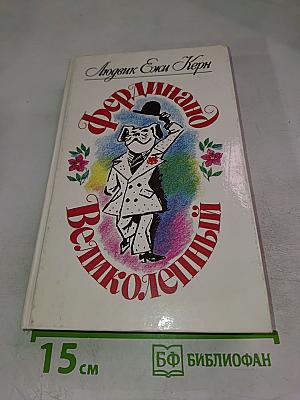 Людвик Ежи Керн
Фердинанд
Великолепный
15 см
БФ БИБЛИОФАН